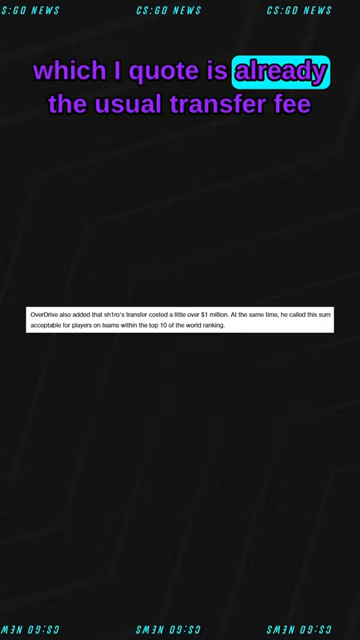 S:GO NEWS CS:GO NEWS CS:GO NEWS
which I quote is already
the usual transfer fee
OverDrive also added that sh1ro's transfer costed a little over $1 million. At the same time, he called this sum
acceptable for players on teams within the top 10 of the world ranking.
CS:GO NEW CS:GO NEWS CS:GO NEWS